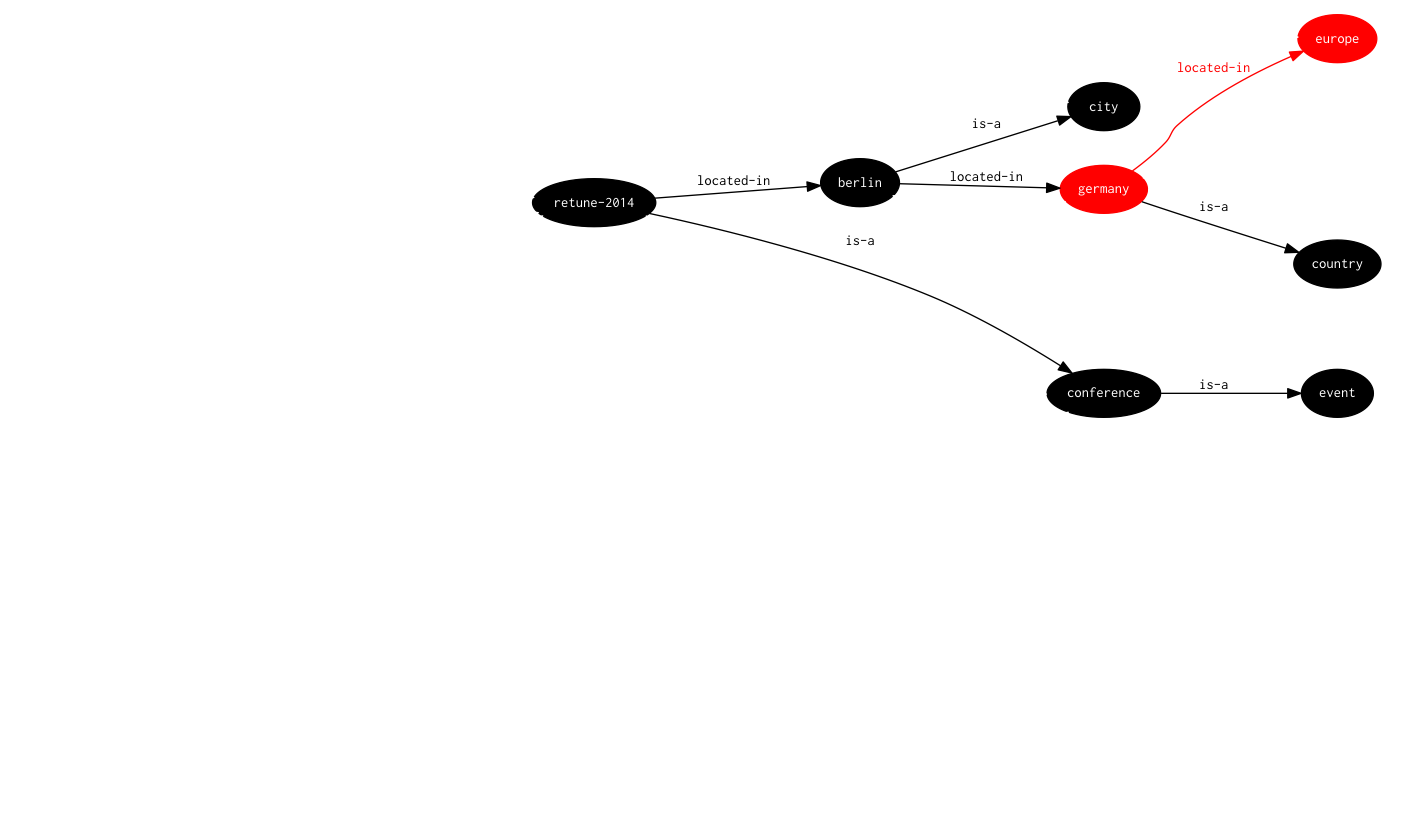 europe
located-in
city
is-a
located-in
berlin
located-in
germany
retune-2014
is-a
is-a
country
conference
is-a
event